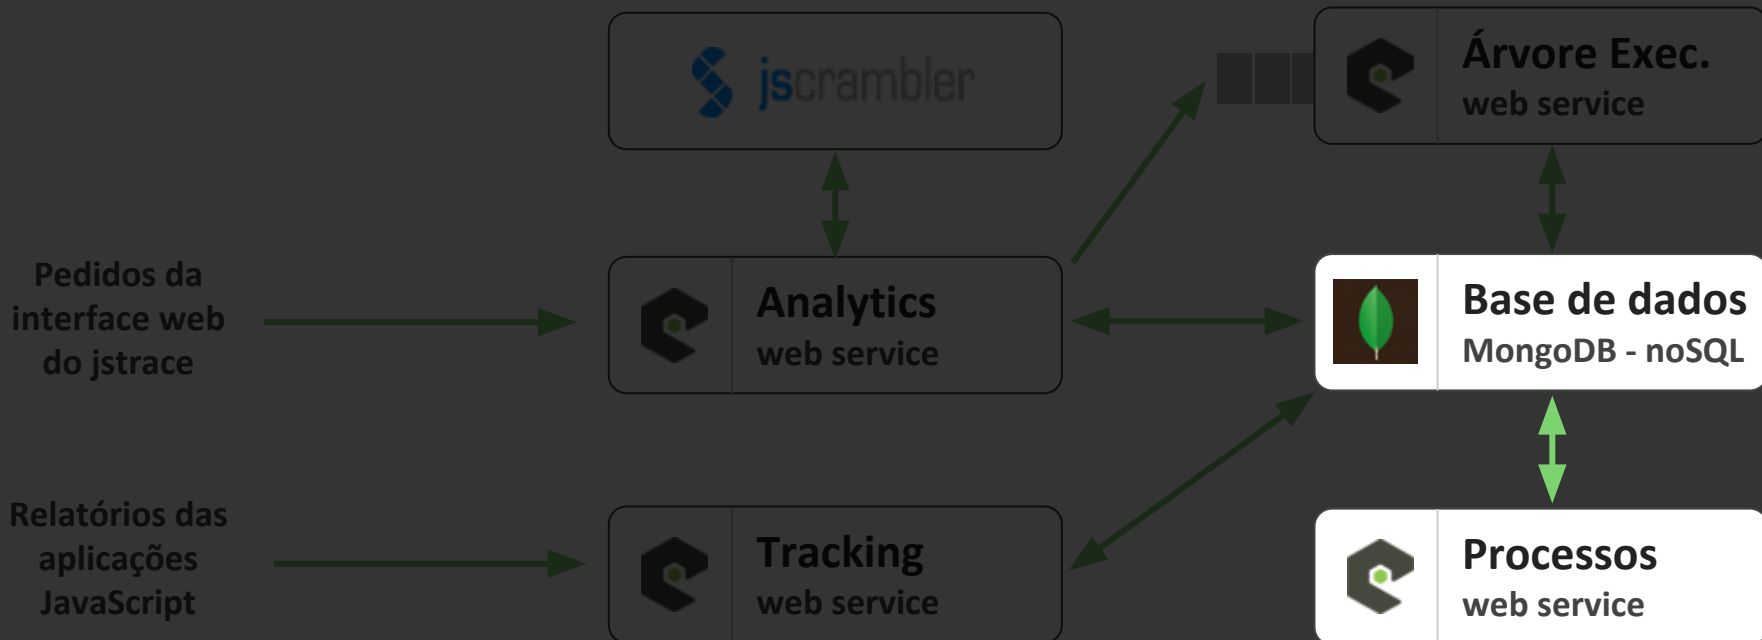 jscrambler
Árvore Exec.
web service
Pedidos da
interface web
do jstrace
Analytics
web service
Base de dados
MongoDB - noSQL
Relatórios das
aplicações
JavaScript
Tracking
web service
Processos
web service